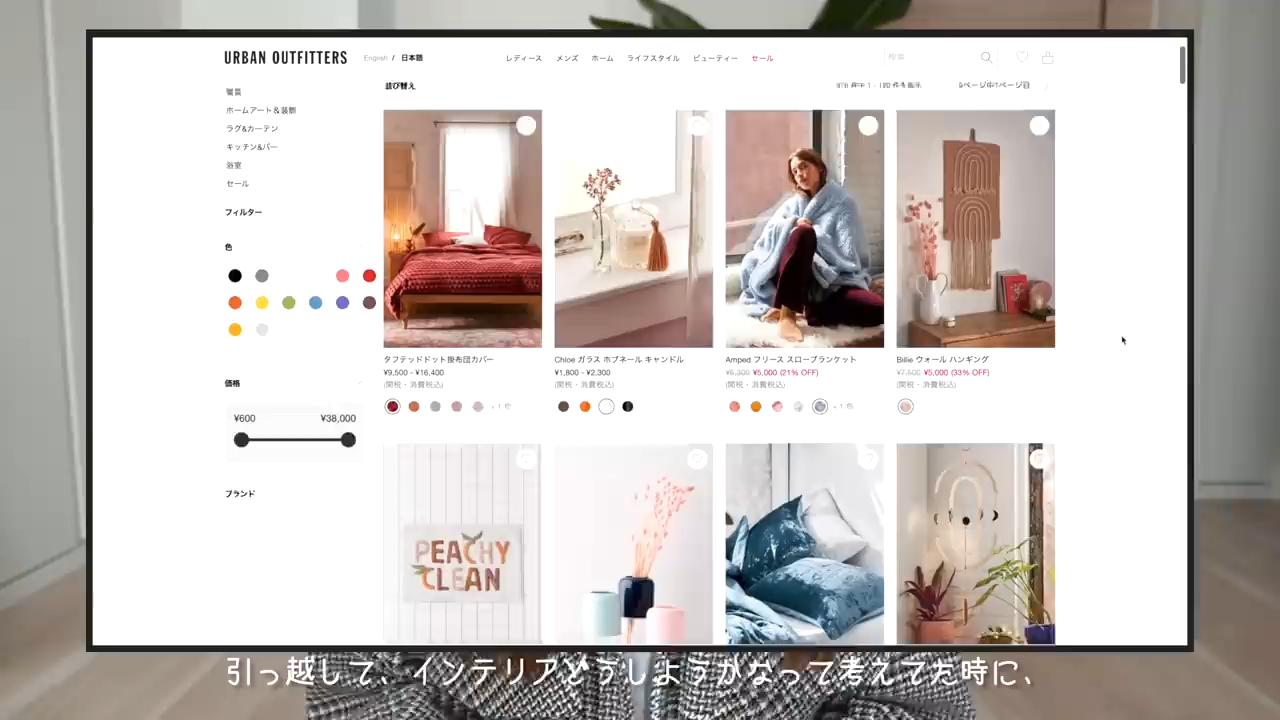 URBAN OUTFITTERS
English / 日本語
レディース メンズ ホーム ライフスタイル ビューティー セール
検索
寝具
並び替え
ホームアート＆装飾
ラグ&カーテン
キッチン&バー
浴室
セール
フィルター
色
タフテッドドット掛布団カバー
¥9,500 - ¥16,400
(関税・消費税込)
+ 1 色
Chloe ガラス ホブネール キャンドル
¥1,800 - ¥2,300
(関税・消費税込)
Amped フリース スローブランケット
¥6,300 ¥5,000 (21% OFF)
(関税・消費税込)
+ 1 色
Billie ウォール ハンギング
¥7,500 ¥5,000 (33% OFF)
(関税・消費税込)
価格
¥600 ¥38,000
ブランド
PEACHY
CLEAN
引っ越して、インテリアどうしようかなって考えてた時に、